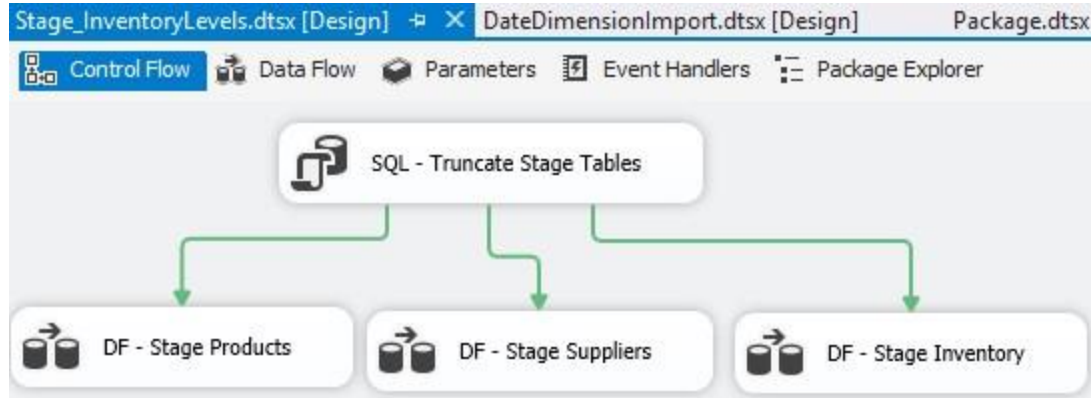 Stage_InventoryLevels.dtsx [Design] DateDimensionImport.dtsx [Design] Package.dtsx
Control Flow Data Flow Parameters Event Handlers Package Explorer
SQL - Truncate Stage Tables
DF - Stage Products DF - Stage Suppliers DF - Stage Inventory